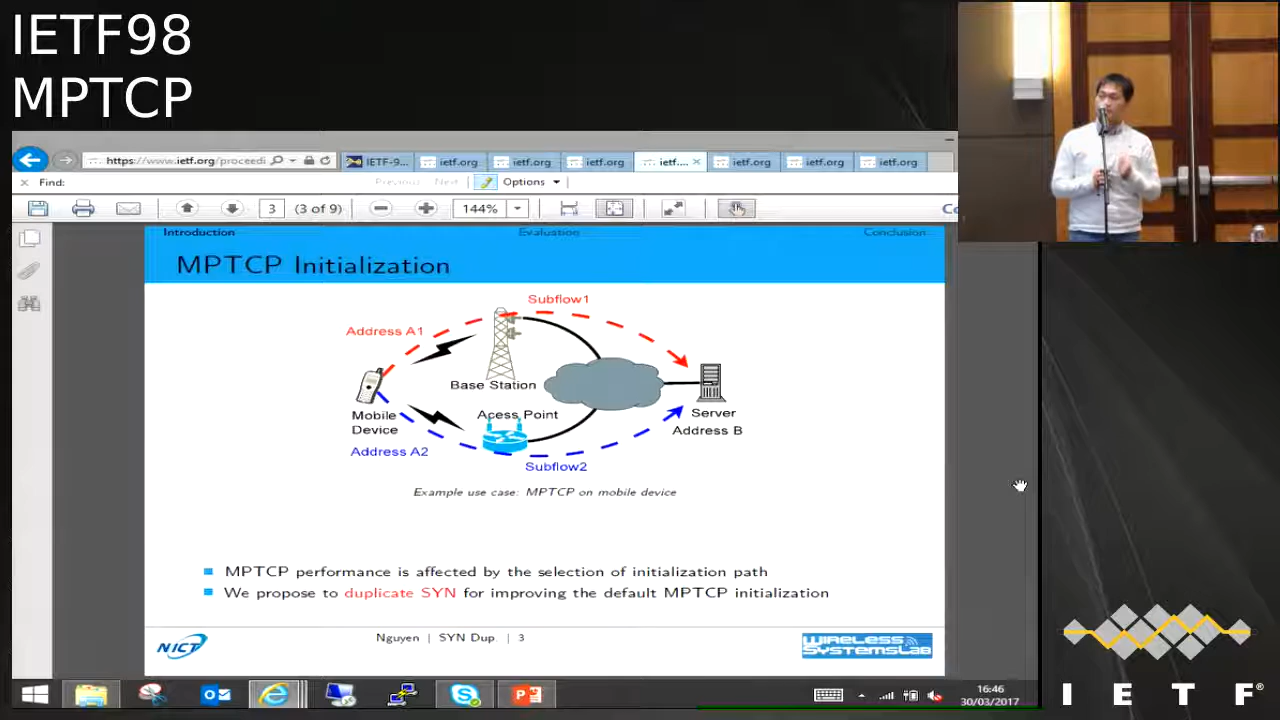 IETF98
MPTCP
https://www.ietf.org/proceedi
IETF-9...
ietf.org
ietf.org
ietf.org
ietf....
ietf.org
ietf.org
ietf.org
Find:
Previous
Next
Options
3
(3 of 9)
144%
Co
Introduction
Evaluation
Conclusion
MPTCP Initialization
Subflow1
Address A1
Base Station
Mobile
Device
Acess Point
Server
Address B
Address A2
Subflow2
Example use case: MPTCP on mobile device
MPTCP performance is affected by the selection of initialization path
We propose to duplicate SYN for improving the default MPTCP initialization
NICT
Nguyen | SYN Dup. | 3
WIRELESS
SYSTEMSLAB
16:46
30/03/2017
I E T F®